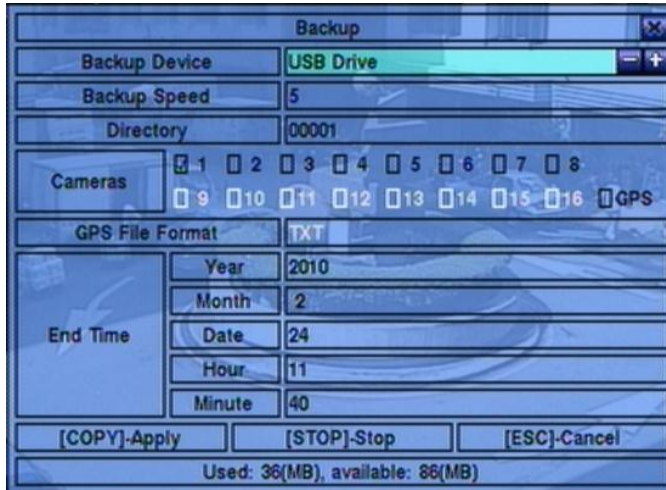 Backup
Backup Device USB Drive
Backup Speed 5
Directory 00001
Cameras
1 2 3 4 5 6 7 8
9 10 11 12 13 14 15 16 GPS
GPS File Format TXT
End Time
Year 2010
Month 2
Date 24
Hour 11
Minute 40
[COPY]-Apply [STOP]-Stop [ESC]-Cancel
Used: 36(MB), available: 86(MB)